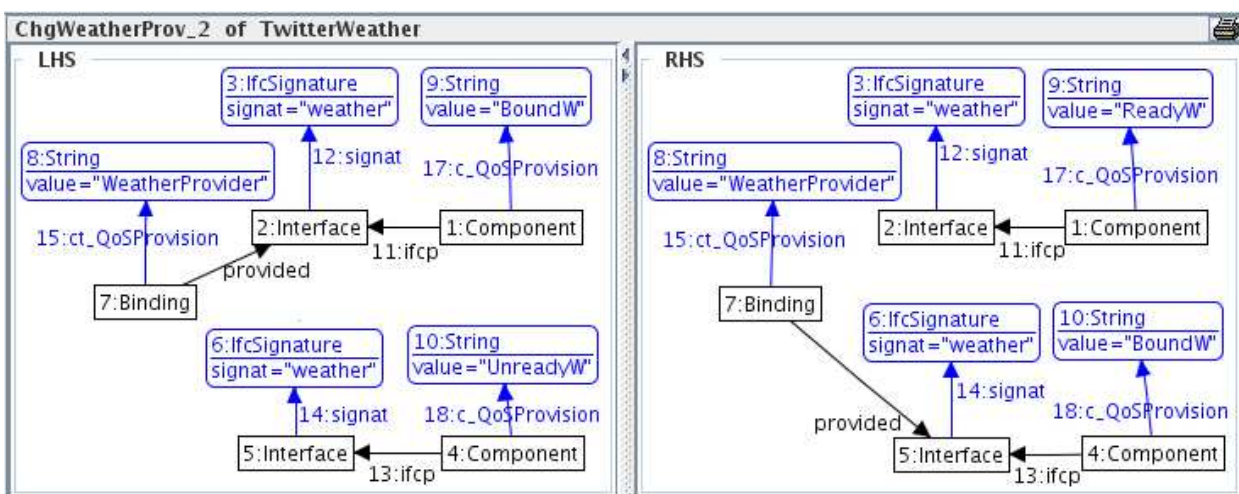 ChgWeatherProv_2 of TwitterWeather
LHS
3:IfcSignature
signat="weather"
9:String
value="BoundW"
8:String
value="WeatherProvider"
12:signat
17:c_QoSProvision
15:ct_QoSProvision
2:Interface
1:Component
11:ifcp
provided
7:Binding
6:IfcSignature
signat="weather"
10:String
value="UnreadyW"
14:signat
18:c_QoSProvision
5:Interface
4:Component
13:ifcp
RHS
3:IfcSignature
signat="weather"
9:String
value="ReadyW"
8:String
value="WeatherProvider"
12:signat
17:c_QoSProvision
15:ct_QoSProvision
2:Interface
1:Component
11:ifcp
7:Binding
6:IfcSignature
signat="weather"
10:String
value="BoundW"
14:signat
18:c_QoSProvision
provided
5:Interface
4:Component
13:ifcp